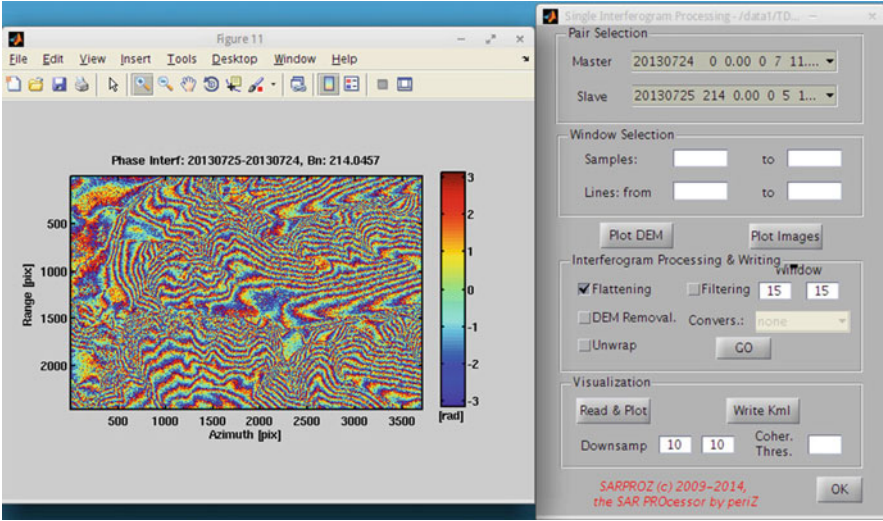 Figure 11
File Edit View Insert Tools Desktop Window Help
Phase Interf: 20130725-20130724, Bn: 214.0457
Range [pix]
500
1000
1500
2000
500 1000 1500 2000 2500 3000 3500
Azimuth [pix]
3
2
1
0
-1
-2
-3
[rad]
Single Interferogram Processing - /data1/TD...
Pair Selection
Master 20130724 0 0.00 0 7 11....
Slave 20130725 214 0.00 0 5 1...
Window Selection
Samples: to
Lines: from to
Plot DEM Plot Images
Interferogram Processing & Writing
Window
Flattening Filtering 15 15
DEM Removal. Convers.: none
Unwrap GO
Visualization
Read & Plot Write Kml
Downsamp 10 10 Coher.
Thres.
SARPROZ (c) 2009-2014,
the SAR PROcessor by periZ
OK